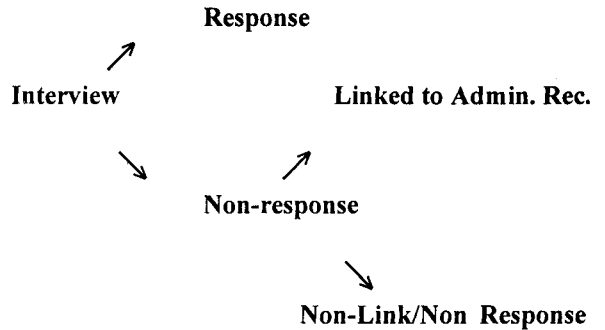 Response
Interview
Linked to Admin. Rec.
Non-response
Non-Link/Non Response